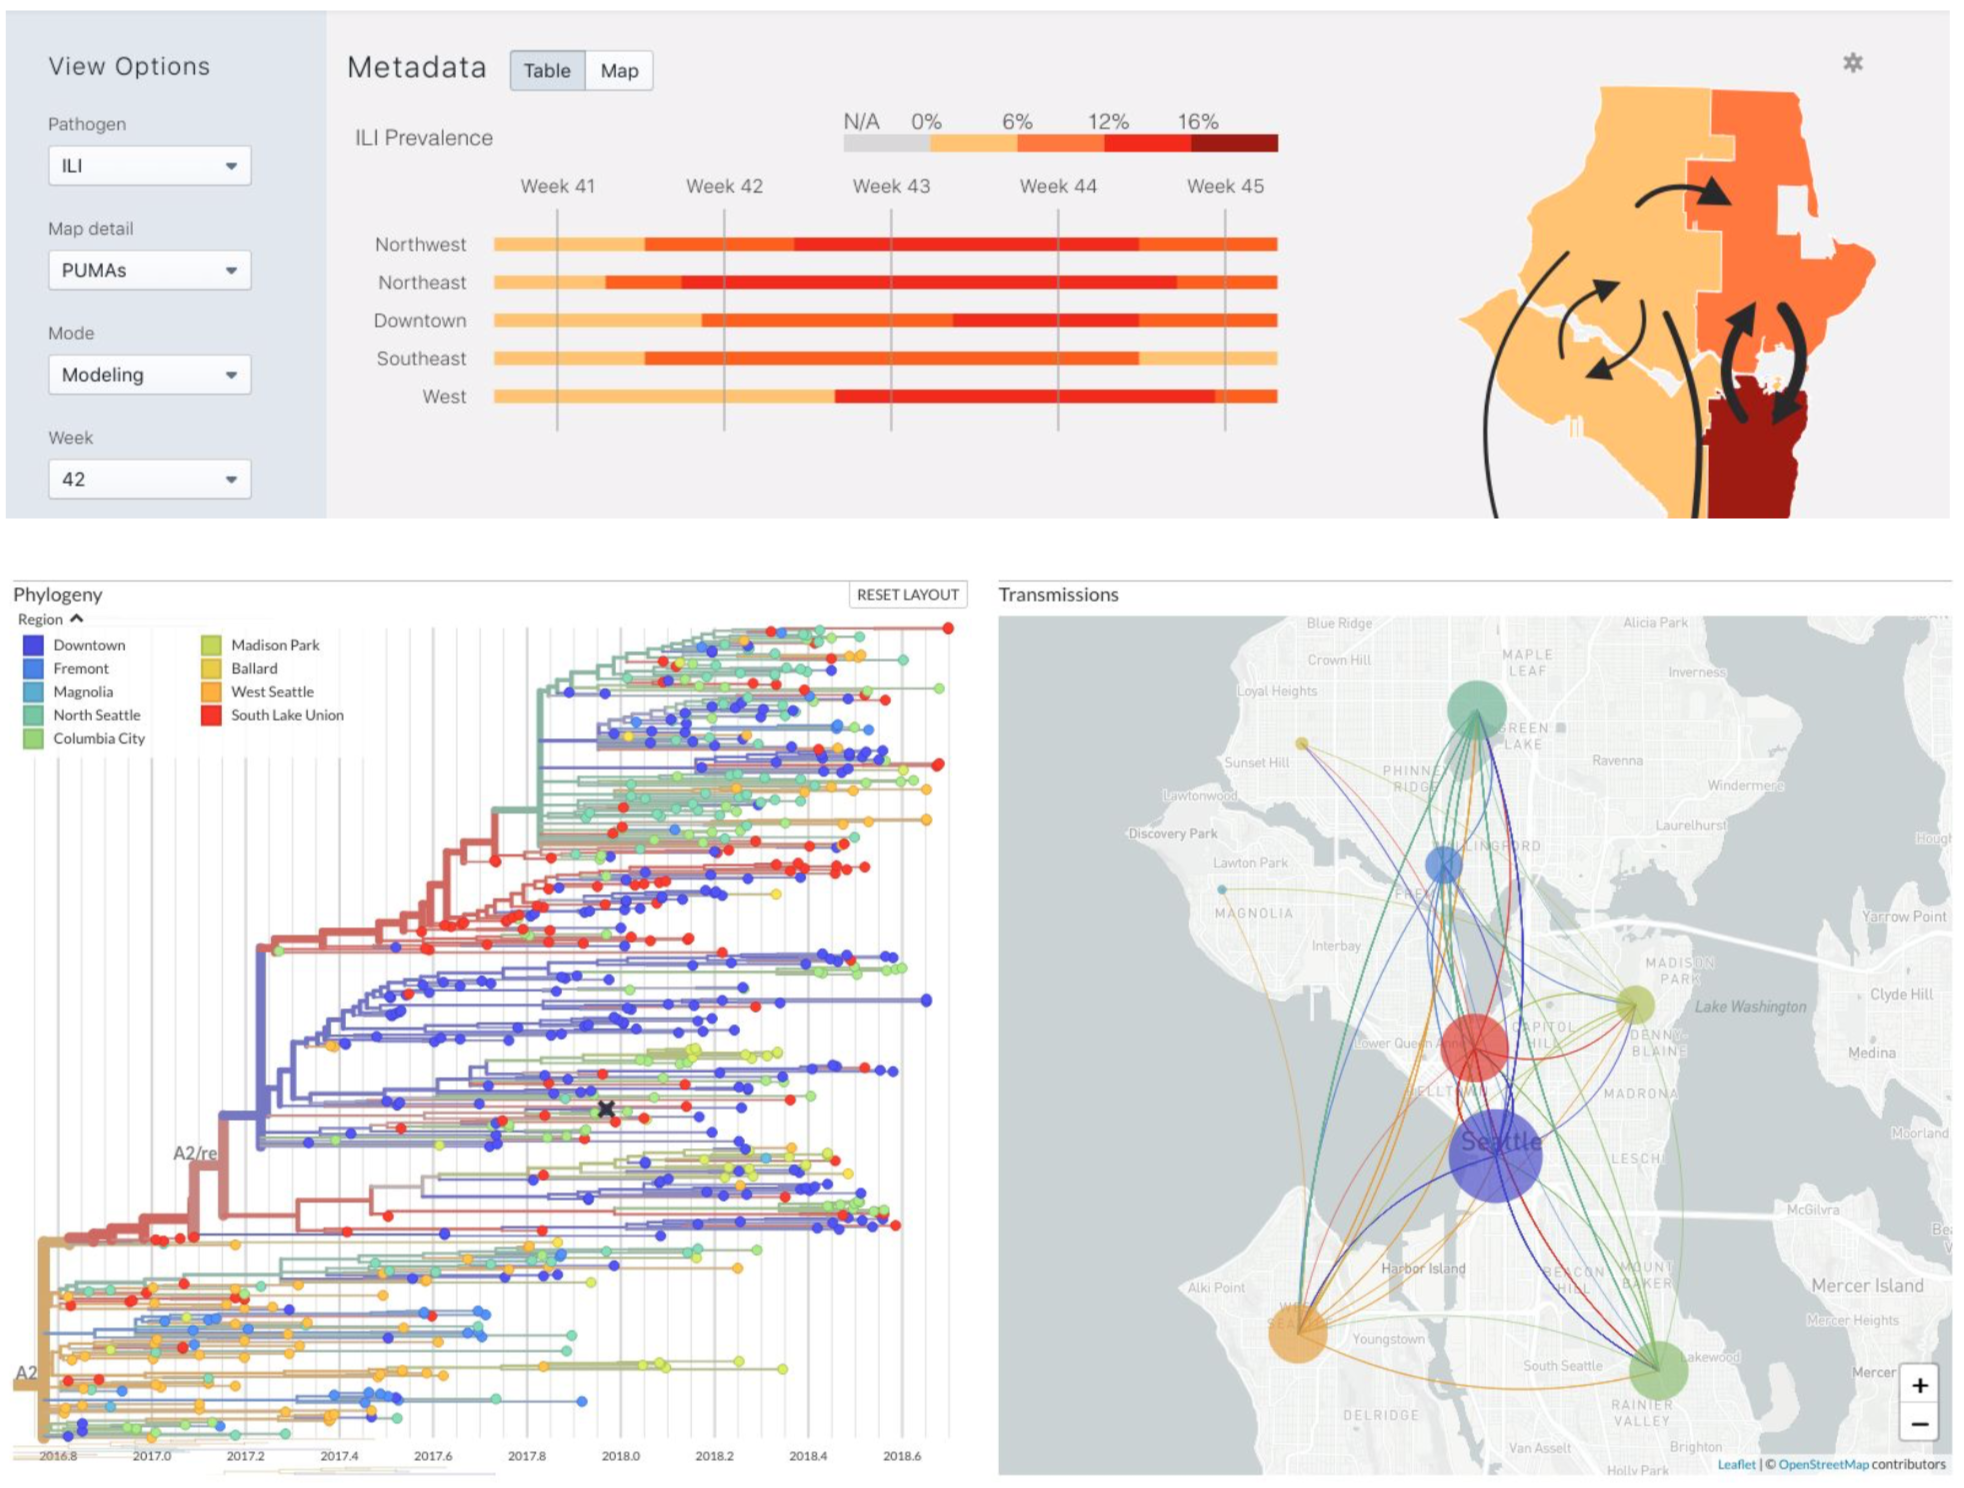 View Options
Pathogen
ILI
Map detail
PUMAs
Mode
Modeling
Week
42
Metadata
Table
Map
ILI Prevalence
N/A 0% 6% 12% 16%
Week 41 Week 42 Week 43 Week 44 Week 45
Northwest
Northeast
Downtown
Southeast
West
Phylogeny
RESET LAYOUT
Region
Downtown
Fremont
Magnolia
North Seattle
Columbia City
Madison Park
Ballard
West Seattle
South Lake Union
A2/re
A2
2016.8 2017.0 2017.2 2017.4 2017.6 2017.8 2018.0 2018.2 2018.4 2018.6
Transmissions
Blue Ridge
Alicia Park
Crown Hill
MAPLE
LEAF
Inverness
Loyal Heights
GREEN
LAKE
Sunset Hill
PHINNE
RIDGE
Ravenna
Windermere
Lawtonwood
Laurelhurst
Discovery Park
LLINGFORD
Lawton Park
FRE
MAGNOLIA
Yarrow Point
Interbay
MADISON
PARK
Lake Washington
Clyde Hill
CAPITOL
HILL
Lower Queen Anne
DENNY-
BLAINE
Medina
ELLTOWN
MADRONA
Seattle
Moorland
LESCHI
McGilvra
Harbor Island
BEACON
HILL
MOUNT
BAKER
Alki Point
Mercer Island
WEST
SEATTLE
Mercer Heights
Youngstown
South Seattle
Lakewood
Mercer
+
−
DELRIDGE
RAINIER
VALLEY
Van Asselt
Brighton
Holly Park
Leaflet | © OpenStreetMap contributors